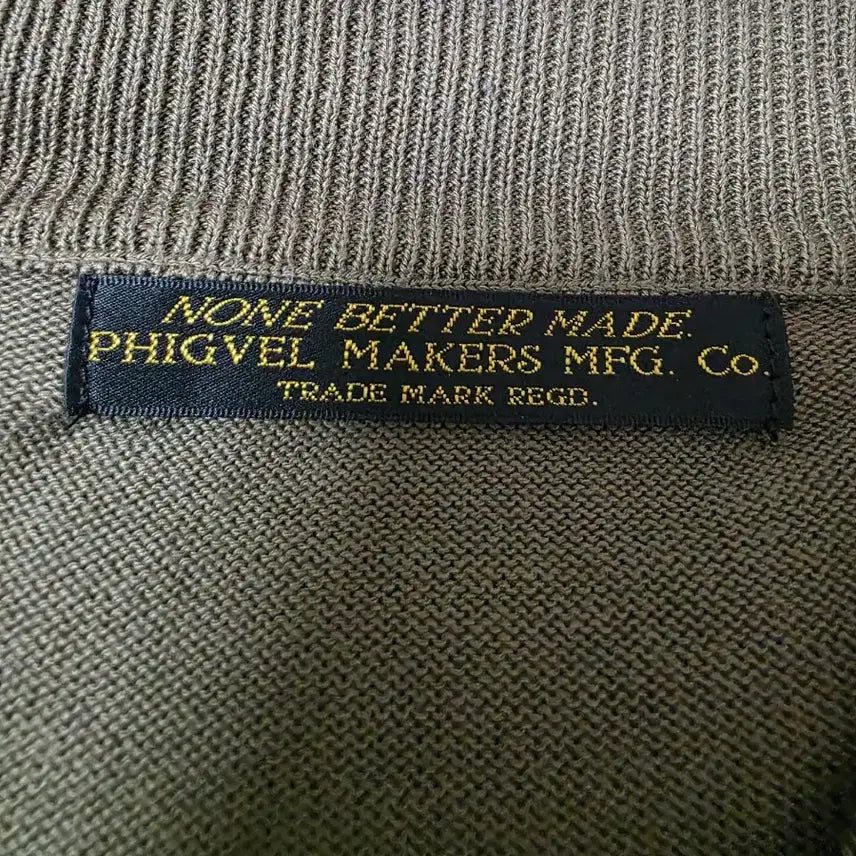 NONE BETTER MADE.
PHIGVEL MAKERS MFG. Co.
TRADE MARK REGD.